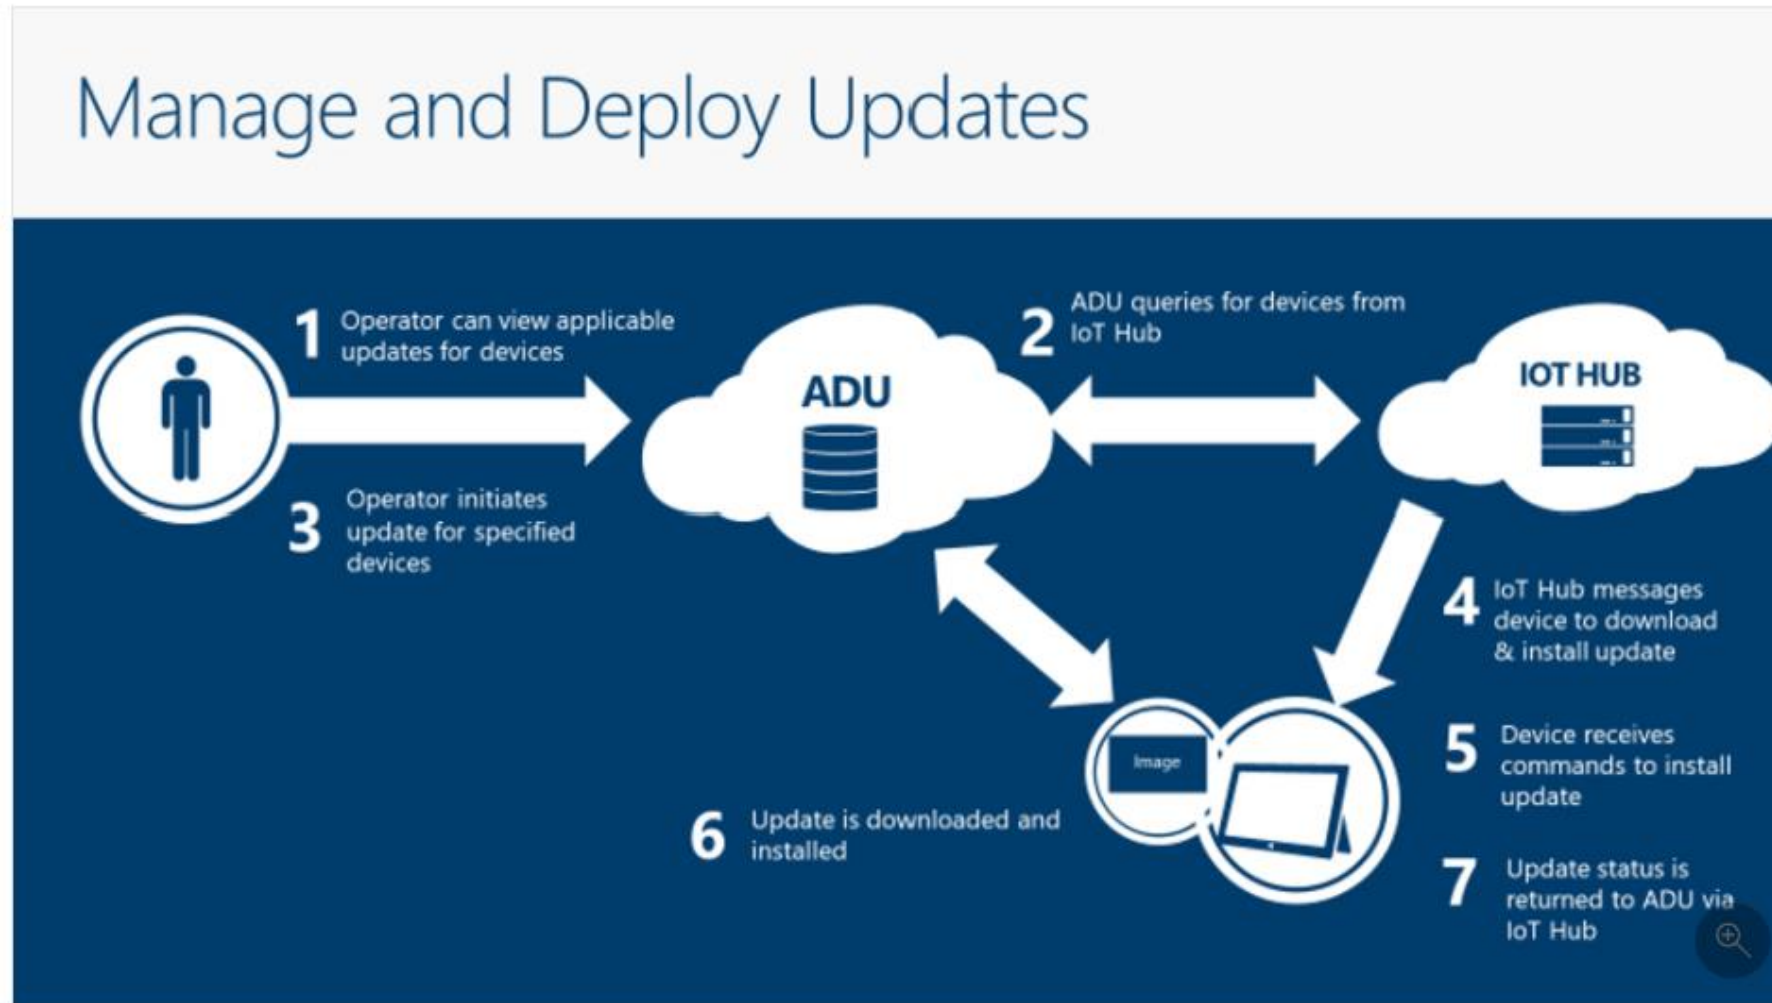 Manage and Deploy Updates
1
Operator can view applicable
updates for devices
ADU
2
ADU queries for devices from
IoT Hub
IOT HUB
3
Operator initiates
update for specified
devices
4
IoT Hub messages
device to download
& install update
5
Device receives
commands to install
update
Image
6
Update is downloaded and
installed
7
Update status is
returned to ADU via
IoT Hub